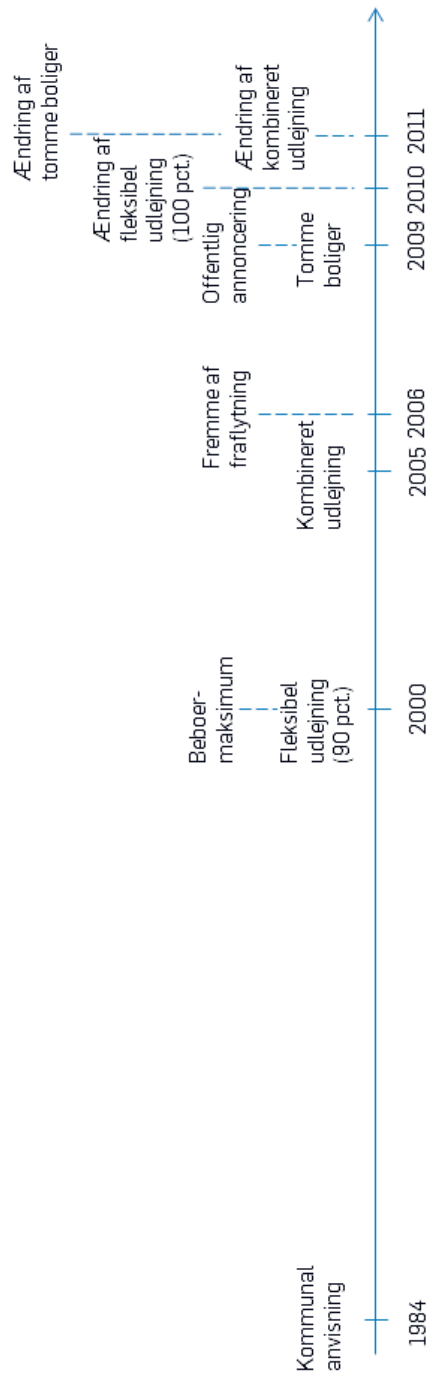 Kommunal
anvisning
Beboer-
maksimum
Fleksibel
udlejning
(90 pct.)
Kombineret
udlejning
Fremme af
fraflytning
Offentlig
annoncering
Tomme
boliger
Ændring af
fleksibel
udlejning
(100 pct.)
Ændring af
tomme boliger
Ændring af
kombineret
udlejning
1984
2000
2005
2006
2009
2010
2011